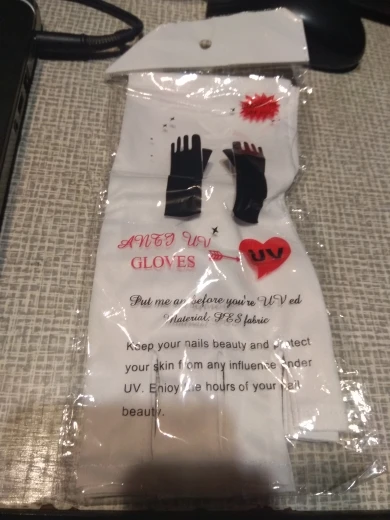 ANTI UV
GLOVES
UV
Put me on before you're UV ed
Material: PES fabric
Keep your nails beauty and protect
your skin from any influence under
UV. Enjoy the hours of your nail
beauty.